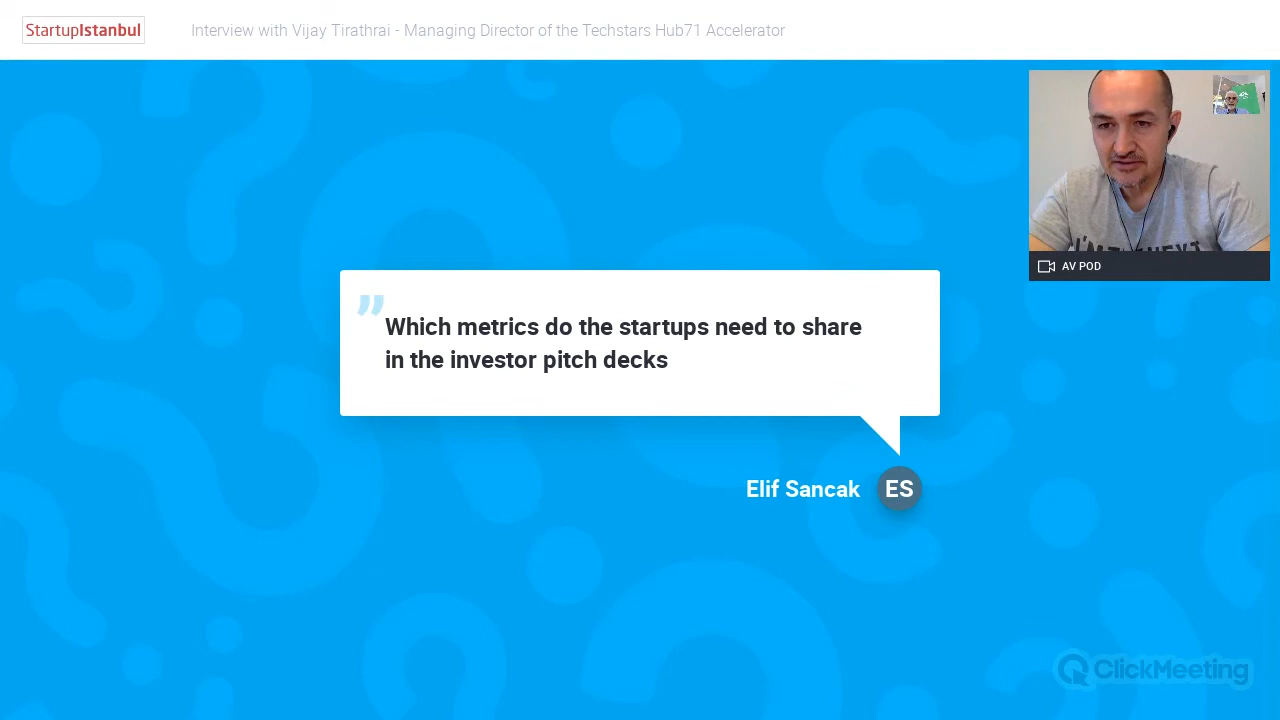 StartupIstanbul
Interview with Vijay Tirathrai - Managing Director of the Techstars Hub71 Accelerator
AV POD
Which metrics do the startups need to share
in the investor pitch decks
Elif Sancak
ES
ClickMeeting